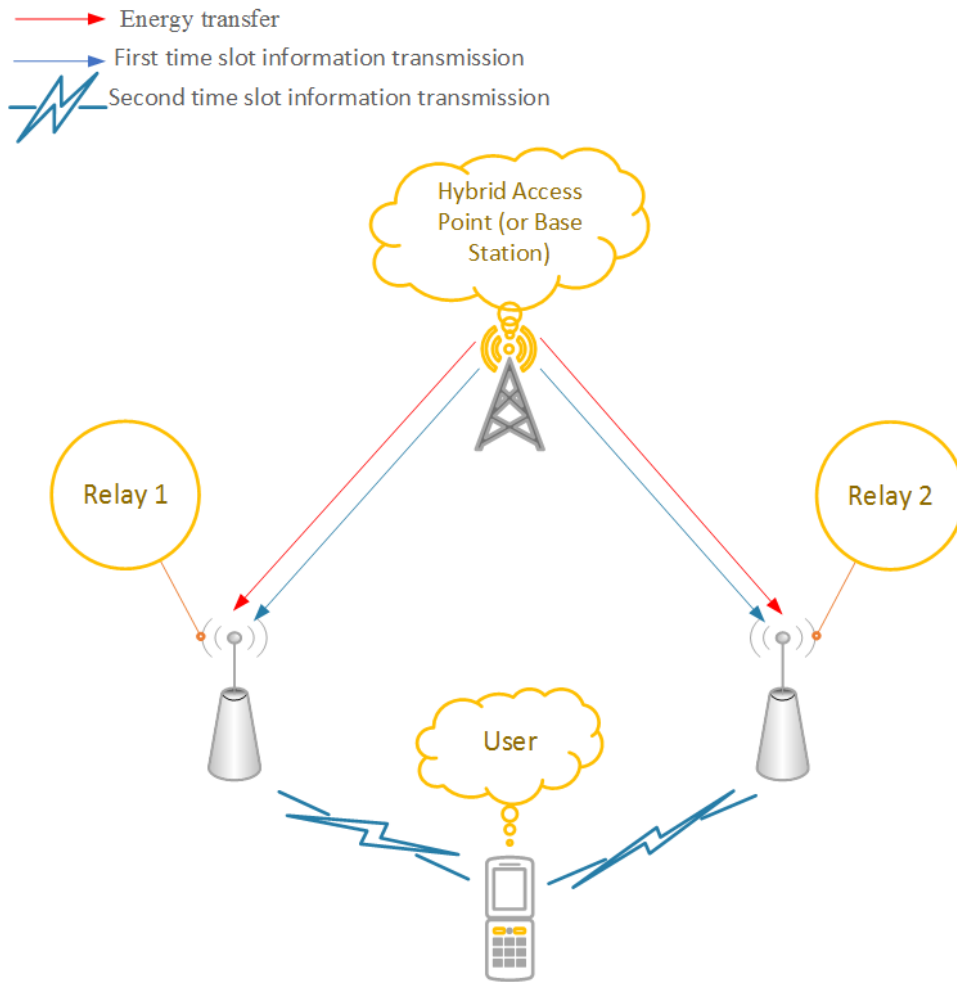 Energy transfer
First time slot information transmission
Second time slot information transmission
Hybrid Access
Point (or Base
Station)
Relay 1
Relay 2
User